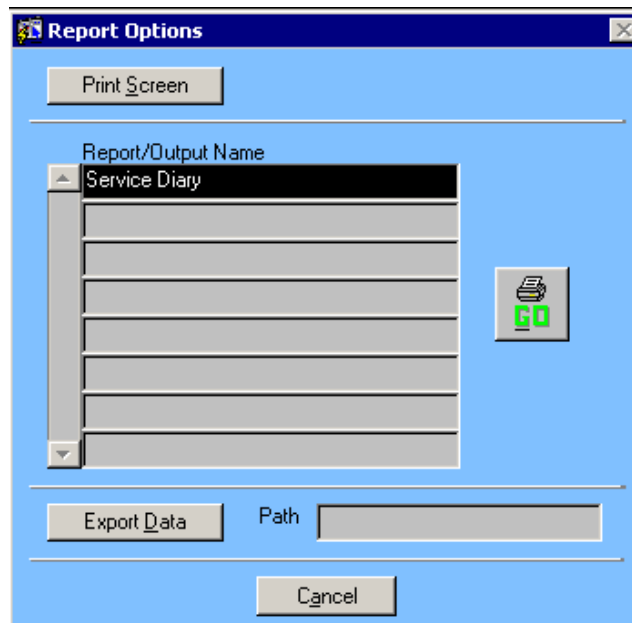 Report Options
Print Screen
Report/Output Name
Service Diary
GO
Export Data Path
Cancel